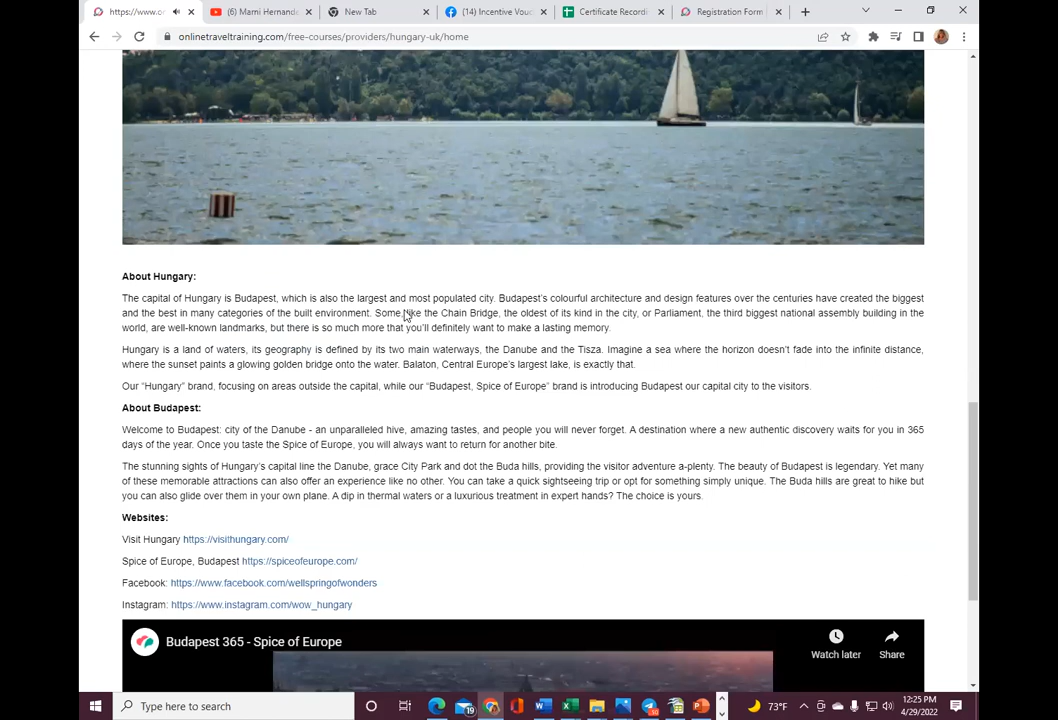 https://www.or
(6) Marni Hernand
New Tab
(14) Incentive Vouc
Certificate Recordi
Registration Form
onlinetraveltraining.com/free-courses/providers/hungary-uk/home
About Hungary:
The capital of Hungary is Budapest, which is also the largest and most populated city. Budapest's colourful architecture and design features over the centuries have created the biggest
and the best in many categories of the built environment. Some, like the Chain Bridge, the oldest of its kind in the city, or Parliament, the third biggest national assembly building in the
world, are well-known landmarks, but there is so much more that you'll definitely want to make a lasting memory.
Hungary is a land of waters, its geography is defined by its two main waterways, the Danube and the Tisza. Imagine a sea where the horizon doesn't fade into the infinite distance,
where the sunset paints a glowing golden bridge onto the water. Balaton, Central Europe's largest lake, is exactly that.
Our “Hungary” brand, focusing on areas outside the capital, while our “Budapest, Spice of Europe” brand is introducing Budapest our capital city to the visitors.
About Budapest:
Welcome to Budapest: city of the Danube - an unparalleled hive, amazing tastes, and people you will never forget. A destination where a new authentic discovery waits for you in 365
days of the year. Once you taste the Spice of Europe, you will always want to return for another bite.
The stunning sights of Hungary's capital line the Danube, grace City Park and dot the Buda hills, providing the visitor adventure a-plenty. The beauty of Budapest is legendary. Yet many
of these memorable attractions can also offer an experience like no other. You can take a quick sightseeing trip or opt for something simply unique. The Buda hills are great to hike but
you can also glide over them in your own plane. A dip in thermal waters or a luxurious treatment in expert hands? The choice is yours.
Websites:
Visit Hungary https://visithungary.com/
Spice of Europe, Budapest https://spiceofeurope.com/
Facebook: https://www.facebook.com/wellspringofwonders
Instagram: https://www.instagram.com/wow_hungary
Budapest 365 - Spice of Europe
Watch later
Share
Type here to search
19
73°F
12:25 PM
4/29/2022